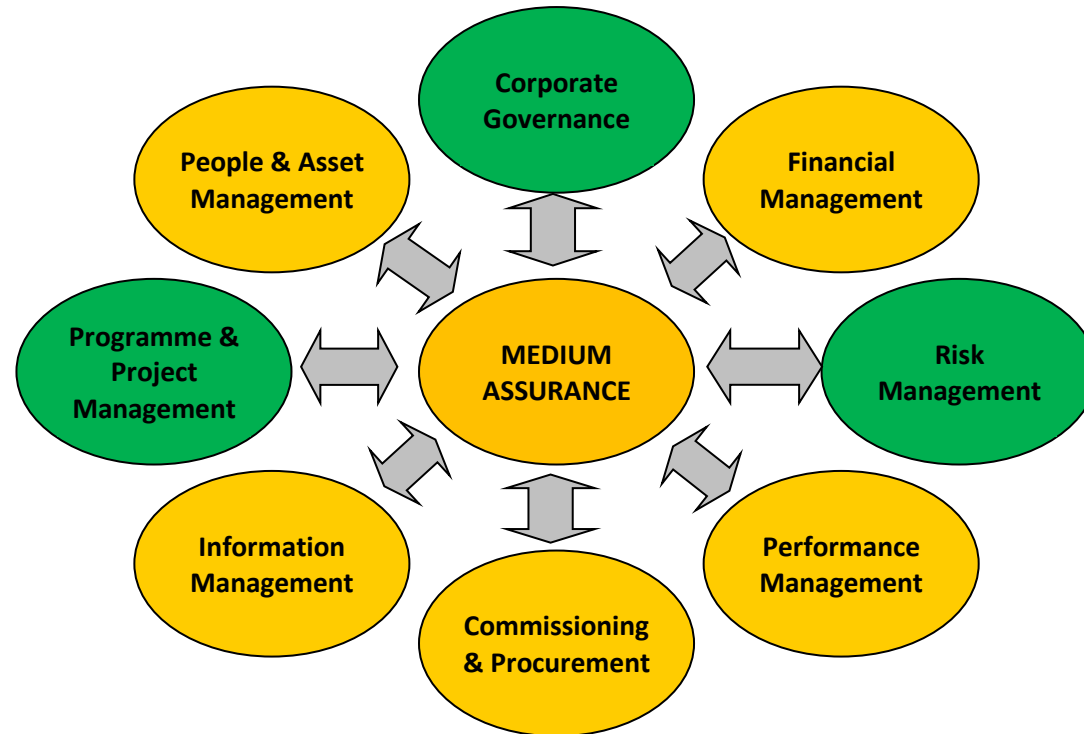 Corporate
Governance
People & Asset
Management
Financial
Management
Programme &
Project
Management
MEDIUM
ASSURANCE
Risk
Management
Information
Management
Performance
Management
Commissioning
& Procurement